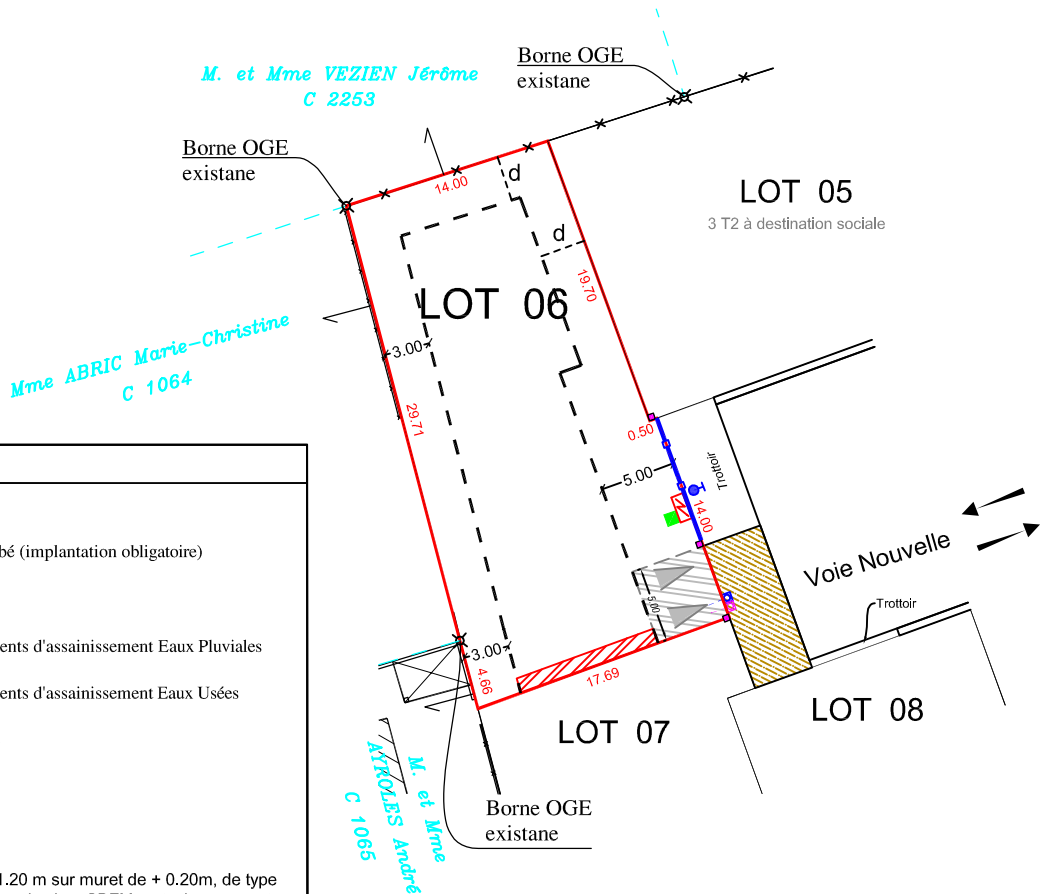 M. et Mme VEZIEN Jérôme
C 2253
Borne OGE
existane
Borne OGE
existane
14.00
d
d
LOT 05
3 T2 à destination sociale
19.70
LOT 06
3.00
Mme ABRIC Marie-Christine
C 1064
29.71
0.50
5.00
Trottoir
14.00
Voie Nouvelle
Trottoir
5.00
3.00
4.66
17.69
LOT 07
LOT 08
M. et Mme
AYROLES André
C 1065
Borne OGE
existane
bé (implantation obligatoire)
ents d'assainissement Eaux Pluviales
ents d'assainissement Eaux Usées
1.20 m sur muret de + 0.20m, de type